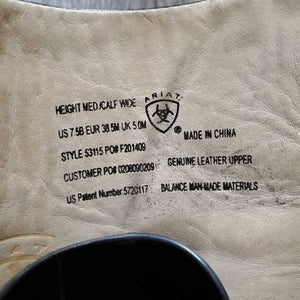 HEIGHT MED./CALF WIDE
ARIAT
US 7.5B EUR 38.5M UK 5.0M
®
MADE IN CHINA
STYLE 53115 PO# F201409
CUSTOMER PO# 0208090209
GENUINE LEATHER UPPER
US Patent Number 5720117
BALANCE MAN-MADE MATERIALS